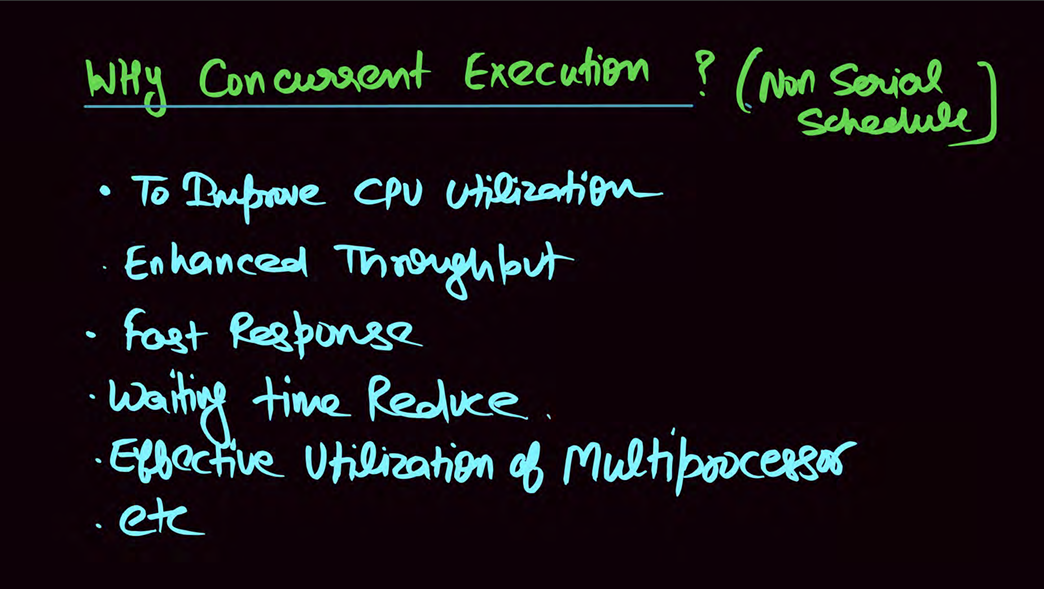 WHy Concurrent Execution ? (Non Serial
Schedule)
• To Improve CPU Utilization
. Enhanced Throughput
• Fast Response
. Waiting time Reduce .
. Effective Utilization of Multiprocessor
. etc